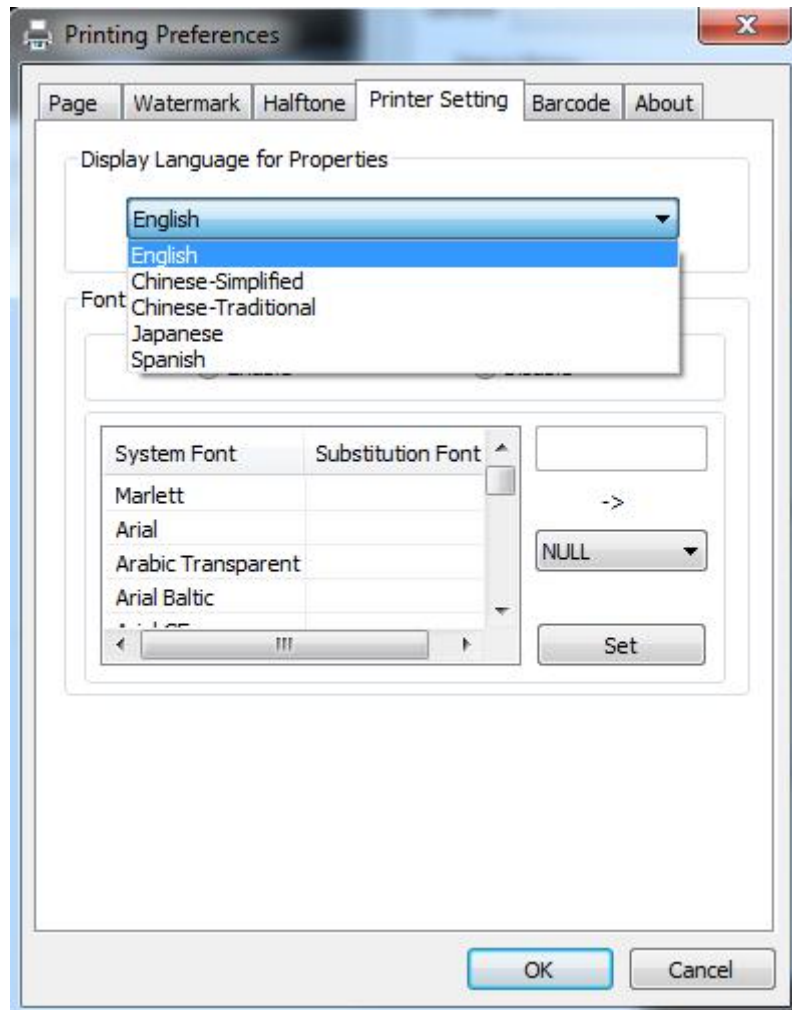 Printing Preferences
Page Watermark Halftone Printer Setting Barcode About
Display Language for Properties
English
English
Chinese-Simplified
Chinese-Traditional
Japanese
Spanish
Font
System Font Substitution Font
Marlett
Arial
Arabic Transparent
Arial Baltic
->
NULL
Set
OK Cancel